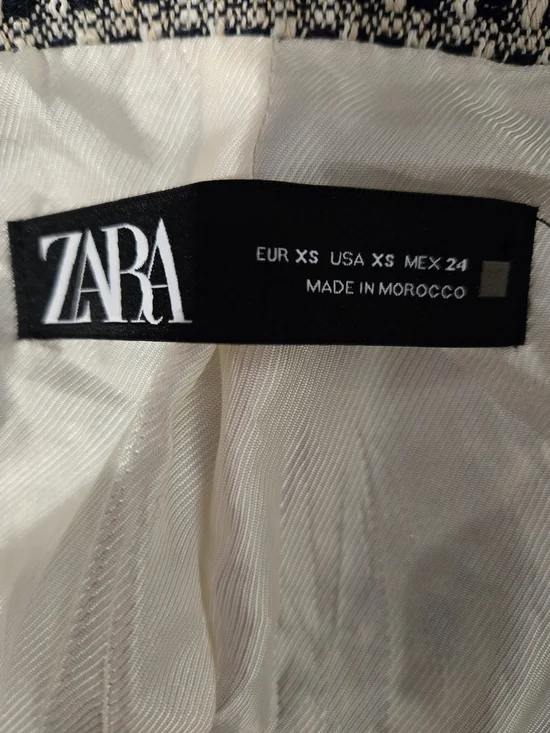 ZARA
EUR XS USA XS MEX 24
MADE IN MOROCCO